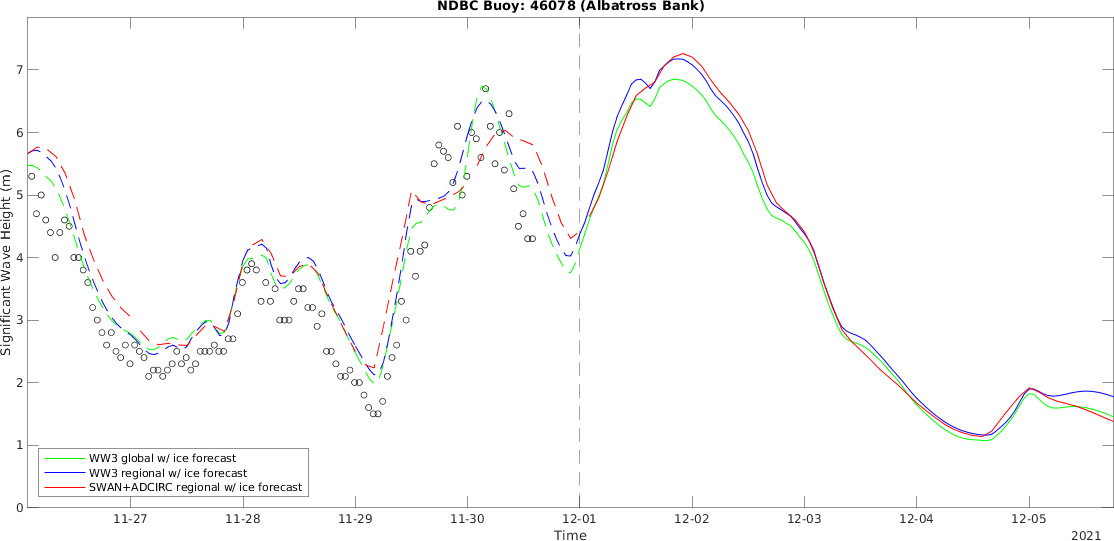 NDBC Buoy: 46078 (Albatross Bank)
7
6
5
4
3
2
1
0
Significant Wave Height (m)
WW3 global w/ ice forecast
WW3 regional w/ ice forecast
SWAN+ADCIRC regional w/ ice forecast
11-27 11-28 11-29 11-30 12-01 12-02 12-03 12-04 12-05
Time
2021